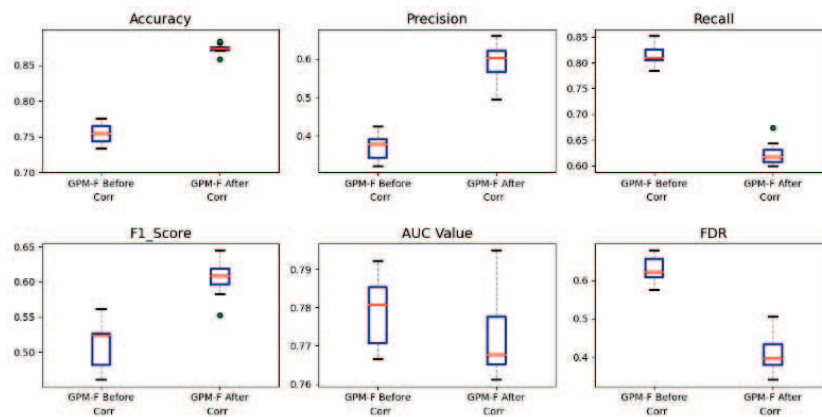 Accuracy
0.85
0.80
0.75
0.70
GPM-F Before
Corr
GPM-F After
Corr
Precision
0.6
0.5
0.4
GPM-F Before
Corr
GPM-F After
Corr
Recall
0.85
0.80
0.75
0.70
0.65
0.60
GPM-F Before
Corr
GPM-F After
Corr
F1_Score
0.65
0.60
0.55
0.50
GPM-F Before
Corr
GPM-F After
Corr
AUC Value
0.79
0.78
0.77
0.76
GPM-F Before
Corr
GPM-F After
Corr
FDR
0.6
0.5
0.4
GPM-F Before
Corr
GPM-F After
Corr